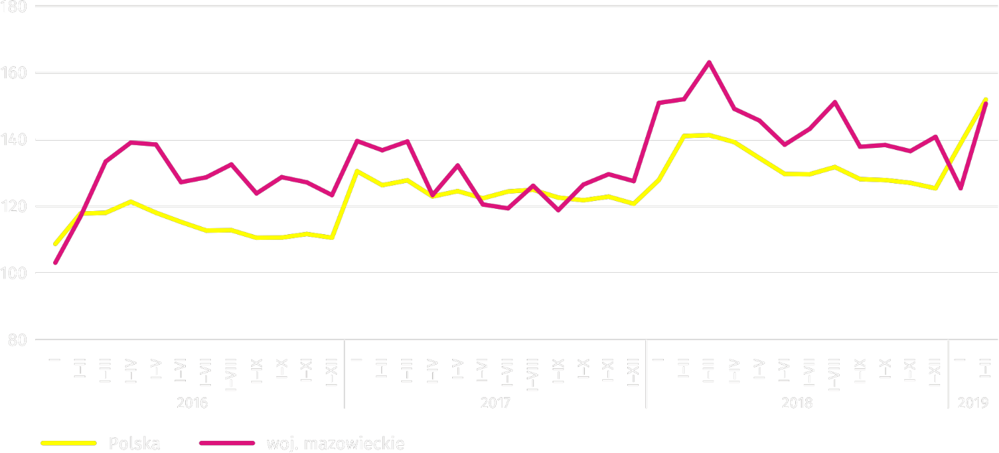 180
160
140
120
100
80
I I–II I–III I–IV I–V I–VI I–VII I–VIII I–IX I–X I–XI I–XII I I–II I–III I–IV I–V I–VI I–VII I–VIII I–IX I–X I–XI I–XII I I–II I–III I–IV I–V I–VI I–VII I–VIII I–IX I–X I–XI I–XII I I–II
2016 2017 2018 2019
Polska woj. mazowieckie